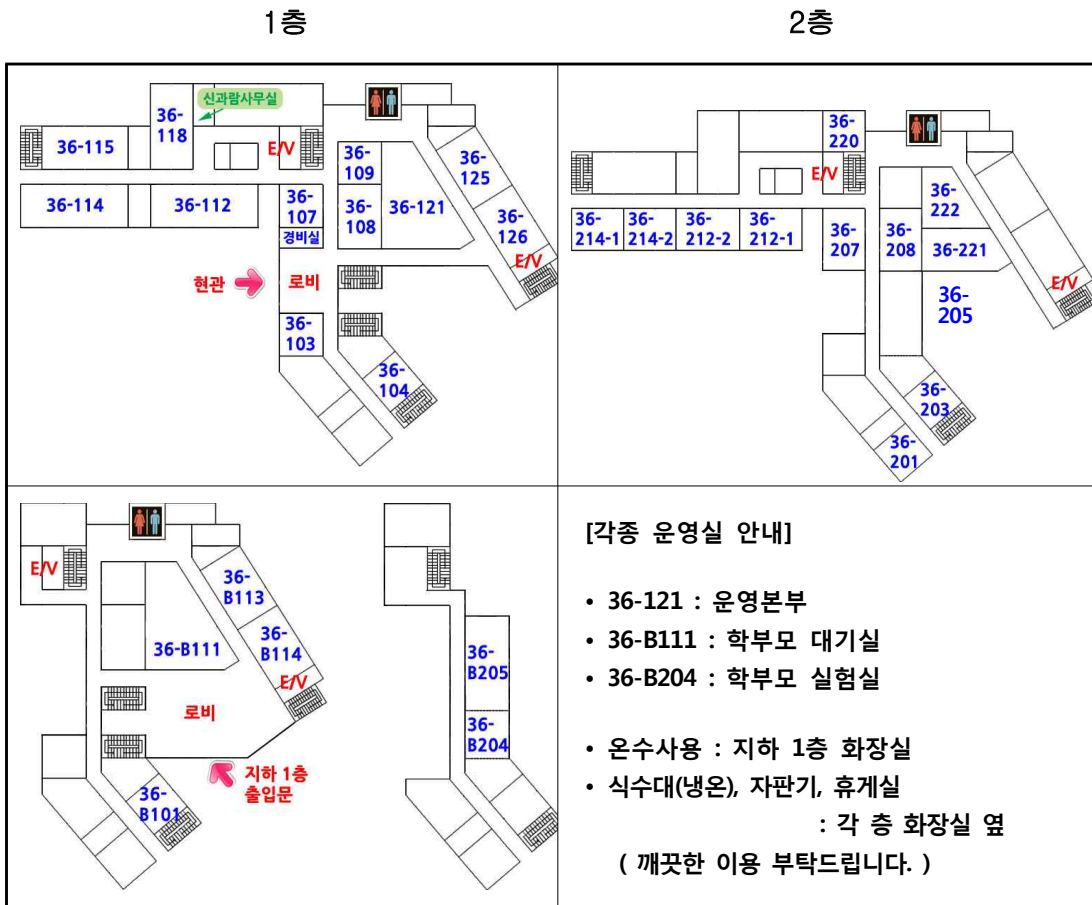 1층
2층
신과람사무실
36-
118
36-115
E/V
36-
109
36-
125
36-114
36-112
36-
107
36-
108
36-121
36-
126
경비실
E/V
현관
로비
36-
103
36-
104
36-
220
E/V
36-
222
36-
214-1
36-
214-2
36-
212-2
36-
212-1
36-
207
36-
208
36-221
E/V
36-
205
36-
203
36-
201
E/V
36-
B113
36-B111
36-
B114
E/V
로비
지하 1층
출입문
36-
B101
36-
B205
36-
B204
[각종 운영실 안내]
• 36-121 : 운영본부
• 36-B111 : 학부모 대기실
• 36-B204 : 학부모 실험실
• 온수사용 : 지하 1층 화장실
• 식수대(냉온), 자판기, 휴게실
: 각 층 화장실 옆
( 깨끗한 이용 부탁드립니다. )